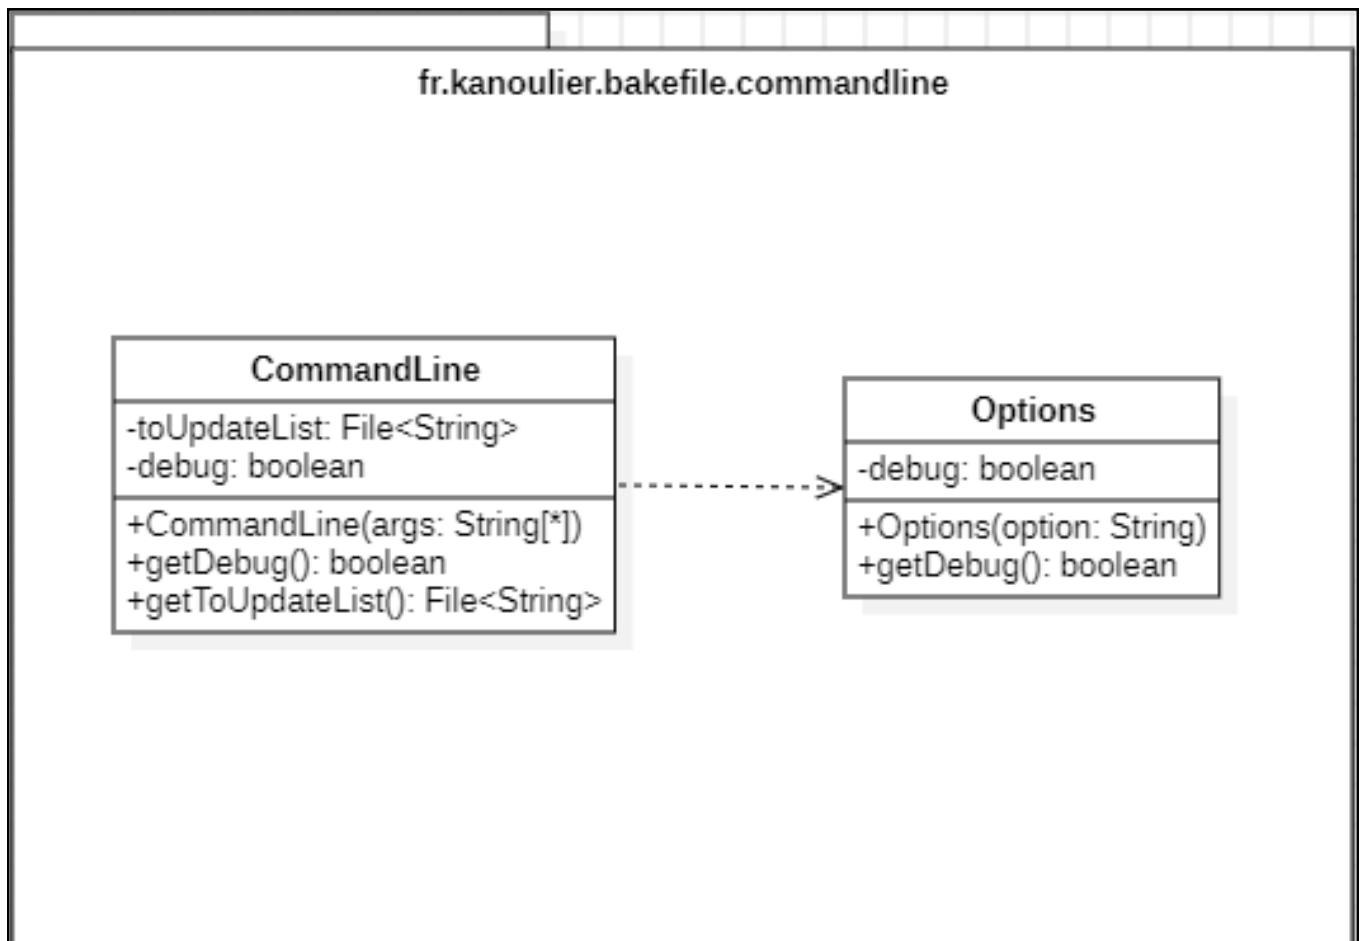 fr.kanoulier.bakefile.commandline
CommandLine
-toUpdateList: File<String>
-debug: boolean
+CommandLine(args: String[*])
+getDebug(): boolean
+getToUpdateList(): File<String>
Options
-debug: boolean
+Options(option: String)
+getDebug(): boolean